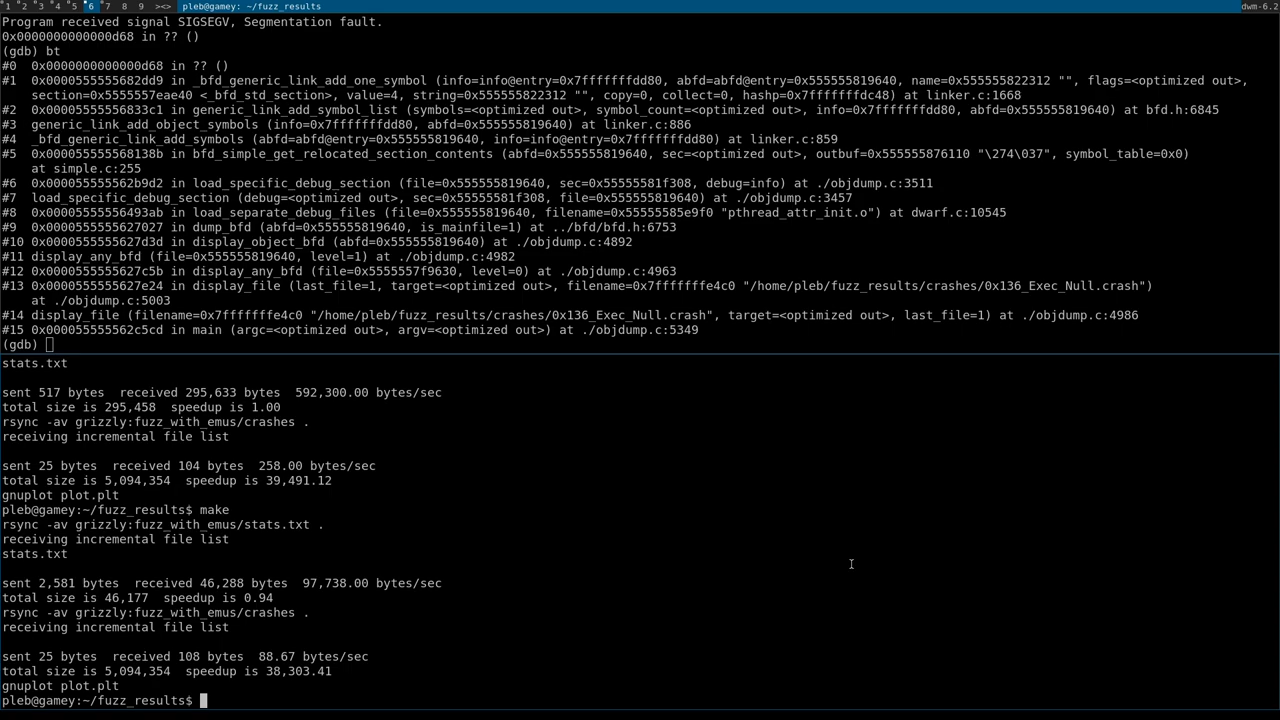 1 2 3 4 5 6 7 8 9 ><> pleb@gamey: ~/fuzz_results dwm-6.2
Program received signal SIGSEGV, Segmentation fault.
0x0000000000000d68 in ?? ()
(gdb) bt
#0  0x0000000000000d68 in ?? ()
#1  0x0000555555682dd9 in _bfd_generic_link_add_one_symbol (info=info@entry=0x7fffffffdd80, abfd=abfd@entry=0x555555819640, name=0x555555822312 "", flags=<optimized out>,
    section=0x5555557eae40 <_bfd_std_section>, value=4, string=0x555555822312 "", copy=0, collect=0, hashp=0x7fffffffdc48) at linker.c:1668
#2  0x00005555556833c1 in generic_link_add_symbol_list (symbols=<optimized out>, symbol_count=<optimized out>, info=0x7fffffffdd80, abfd=0x555555819640) at bfd.h:6845
#3  generic_link_add_object_symbols (info=0x7fffffffdd80, abfd=0x555555819640) at linker.c:886
#4  _bfd_generic_link_add_symbols (abfd=abfd@entry=0x555555819640, info=info@entry=0x7fffffffdd80) at linker.c:859
#5  0x000055555568138b in bfd_simple_get_relocated_section_contents (abfd=0x555555819640, sec=<optimized out>, outbuf=0x555555876110 "\274\037", symbol_table=0x0)
    at simple.c:255
#6  0x000055555562b9d2 in load_specific_debug_section (file=0x555555819640, sec=0x55555581f308, debug=info) at ./objdump.c:3511
#7  load_specific_debug_section (debug=<optimized out>, sec=0x55555581f308, file=0x555555819640) at ./objdump.c:3457
#8  0x00005555556493ab in load_separate_debug_files (file=0x555555819640, filename=0x55555585e9f0 "pthread_attr_init.o") at dwarf.c:10545
#9  0x0000555555627027 in dump_bfd (abfd=0x555555819640, is_mainfile=1) at ../bfd/bfd.h:6753
#10 0x0000555555627d3d in display_object_bfd (abfd=0x555555819640) at ./objdump.c:4892
#11 display_any_bfd (file=0x555555819640, level=1) at ./objdump.c:4982
#12 0x0000555555627c5b in display_any_bfd (file=0x5555557f9630, level=0) at ./objdump.c:4963
#13 0x0000555555627e24 in display_file (last_file=1, target=<optimized out>, filename=0x7fffffffe4c0 "/home/pleb/fuzz_results/crashes/0x136_Exec_Null.crash")
    at ./objdump.c:5003
#14 display_file (filename=0x7fffffffe4c0 "/home/pleb/fuzz_results/crashes/0x136_Exec_Null.crash", target=<optimized out>, last_file=1) at ./objdump.c:4986
#15 0x000055555562c5cd in main (argc=<optimized out>, argv=<optimized out>) at ./objdump.c:5349
(gdb)
stats.txt
sent 517 bytes  received 295,633 bytes  592,300.00 bytes/sec
total size is 295,458  speedup is 1.00
rsync -av grizzly:fuzz_with_emus/crashes .
receiving incremental file list
sent 25 bytes  received 104 bytes  258.00 bytes/sec
total size is 5,094,354  speedup is 39,491.12
gnuplot plot.plt
pleb@gamey:~/fuzz_results$ make
rsync -av grizzly:fuzz_with_emus/stats.txt .
receiving incremental file list
stats.txt
sent 2,581 bytes  received 46,288 bytes  97,738.00 bytes/sec
total size is 46,177  speedup is 0.94
rsync -av grizzly:fuzz_with_emus/crashes .
receiving incremental file list
sent 25 bytes  received 108 bytes  88.67 bytes/sec
total size is 5,094,354  speedup is 38,303.41
gnuplot plot.plt
pleb@gamey:~/fuzz_results$